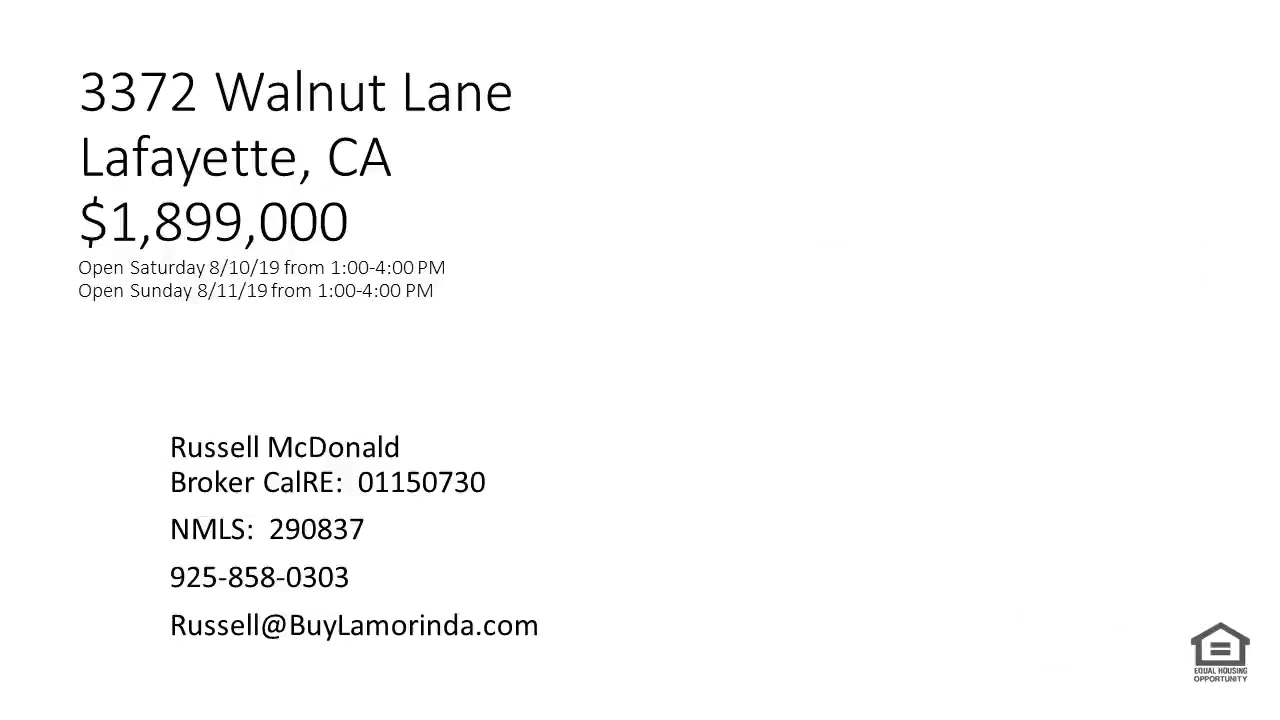 3372 Walnut Lane
Lafayette, CA
$1,899,000
Open Saturday 8/10/19 from 1:00-4:00 PM
Open Sunday 8/11/19 from 1:00-4:00 PM
Russell McDonald
Broker CalRE:  01150730
NMLS:  290837
925-858-0303
Russell@BuyLamorinda.com
EQUAL HOUSING
OPPORTUNITY